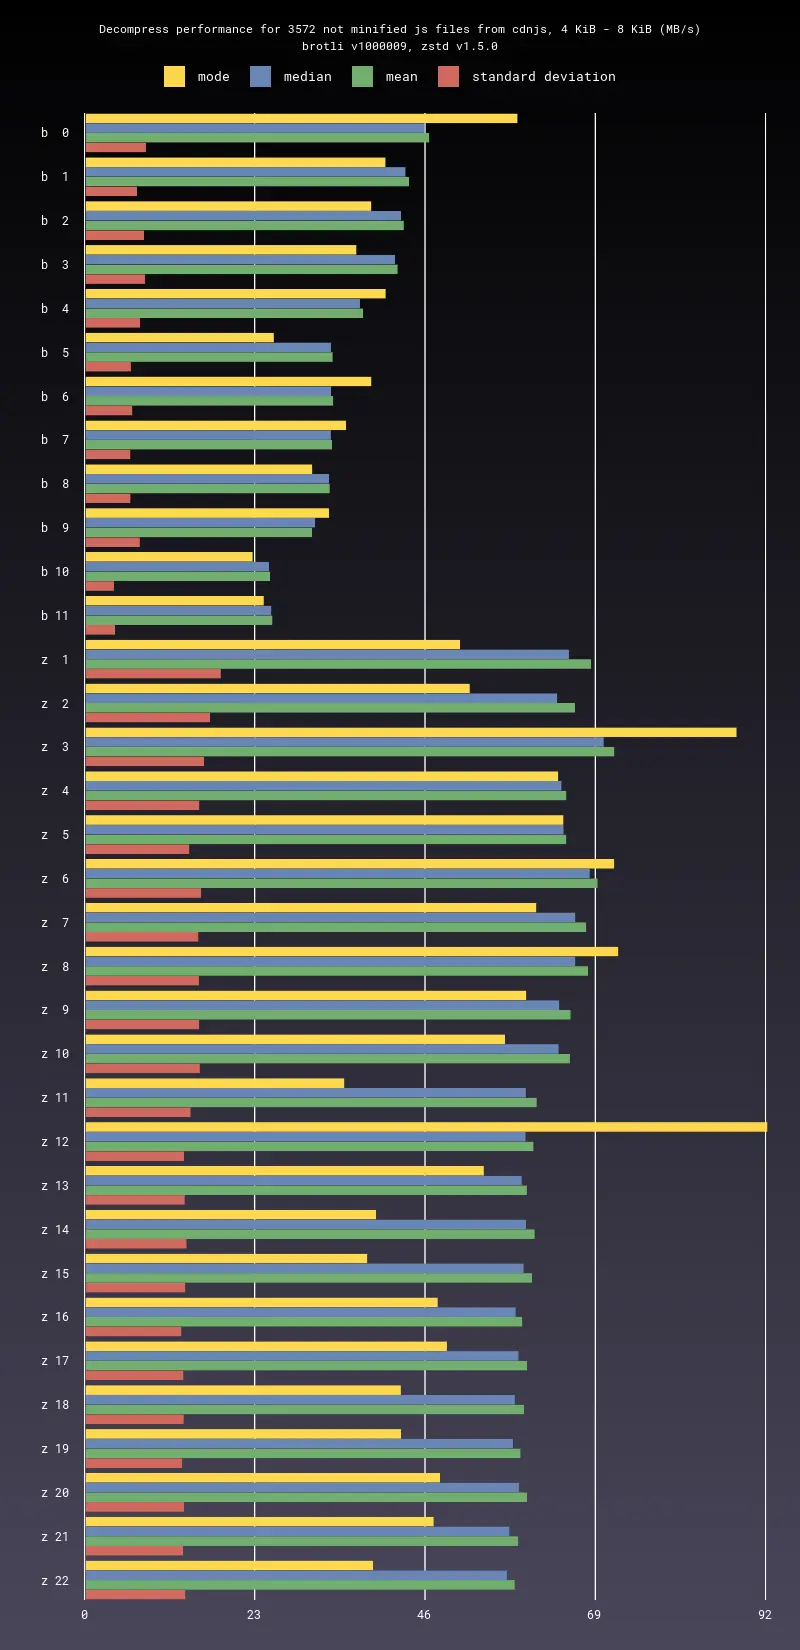 Decompress performance for 3572 not minified js files from cdnjs, 4 KiB - 8 KiB (MB/s)
brotli v1000009, zstd v1.5.0
mode median mean standard deviation
b 0
b 1
b 2
b 3
b 4
b 5
b 6
b 7
b 8
b 9
b 10
b 11
z 1
z 2
z 3
z 4
z 5
z 6
z 7
z 8
z 9
z 10
z 11
z 12
z 13
z 14
z 15
z 16
z 17
z 18
z 19
z 20
z 21
z 22
0 23 46 69 92